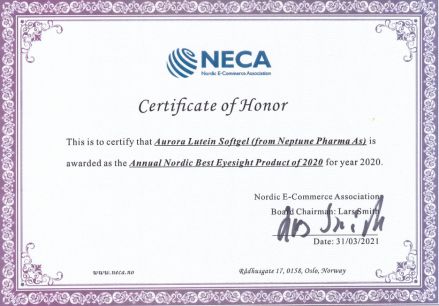 NECA
Nordic E-Commerce Association
Certificate of Honor
This is to certify that Aurora Lutein Softgel (from Neptune Pharma As) is
awarded as the Annual Nordic Best Eyesight Product of 2020 for year 2020.
Nordic E-Commerce Association
Board Chairman: Lars Smith
Lars Smith
Date: 31/03/2021
www.neca.no
Rådhusgate 17, 0158, Oslo, Norway